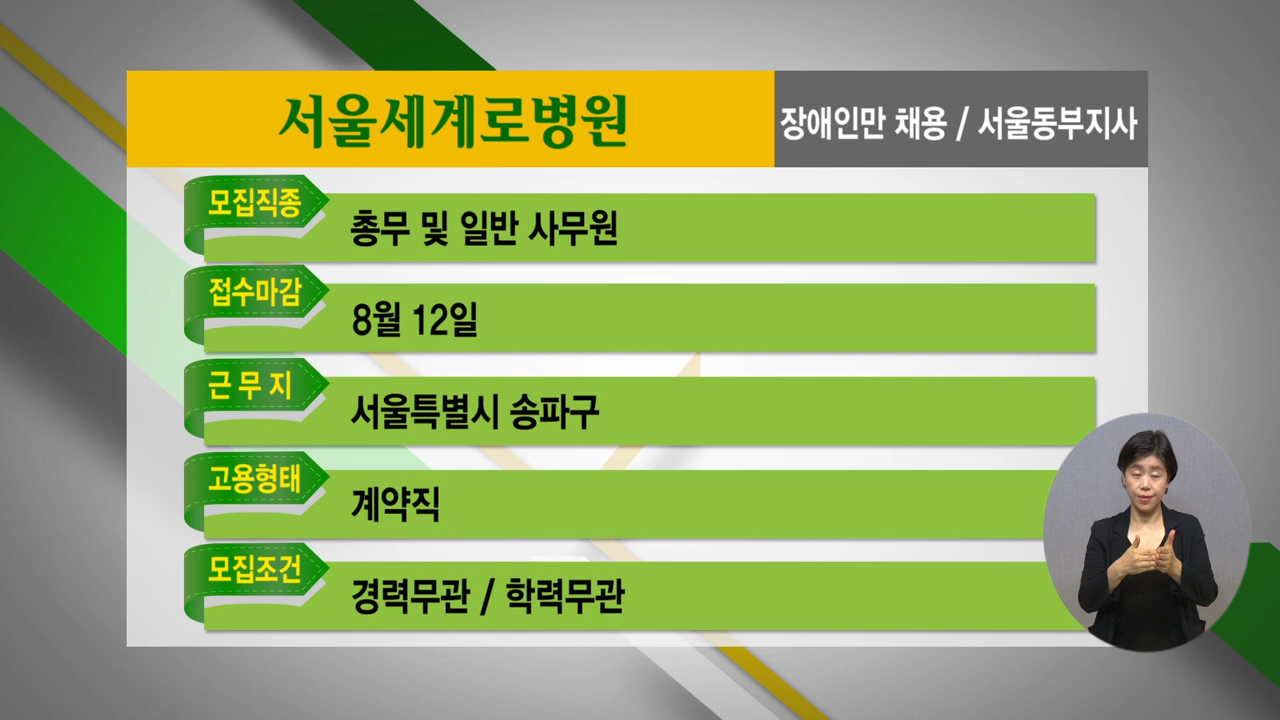 서울세계로병원
장애인만 채용 / 서울동부지사
모집직종
총무 및 일반 사무원
접수마감
8월 12일
근 무 지
서울특별시 송파구
고용형태
계약직
모집조건
경력무관 / 학력무관